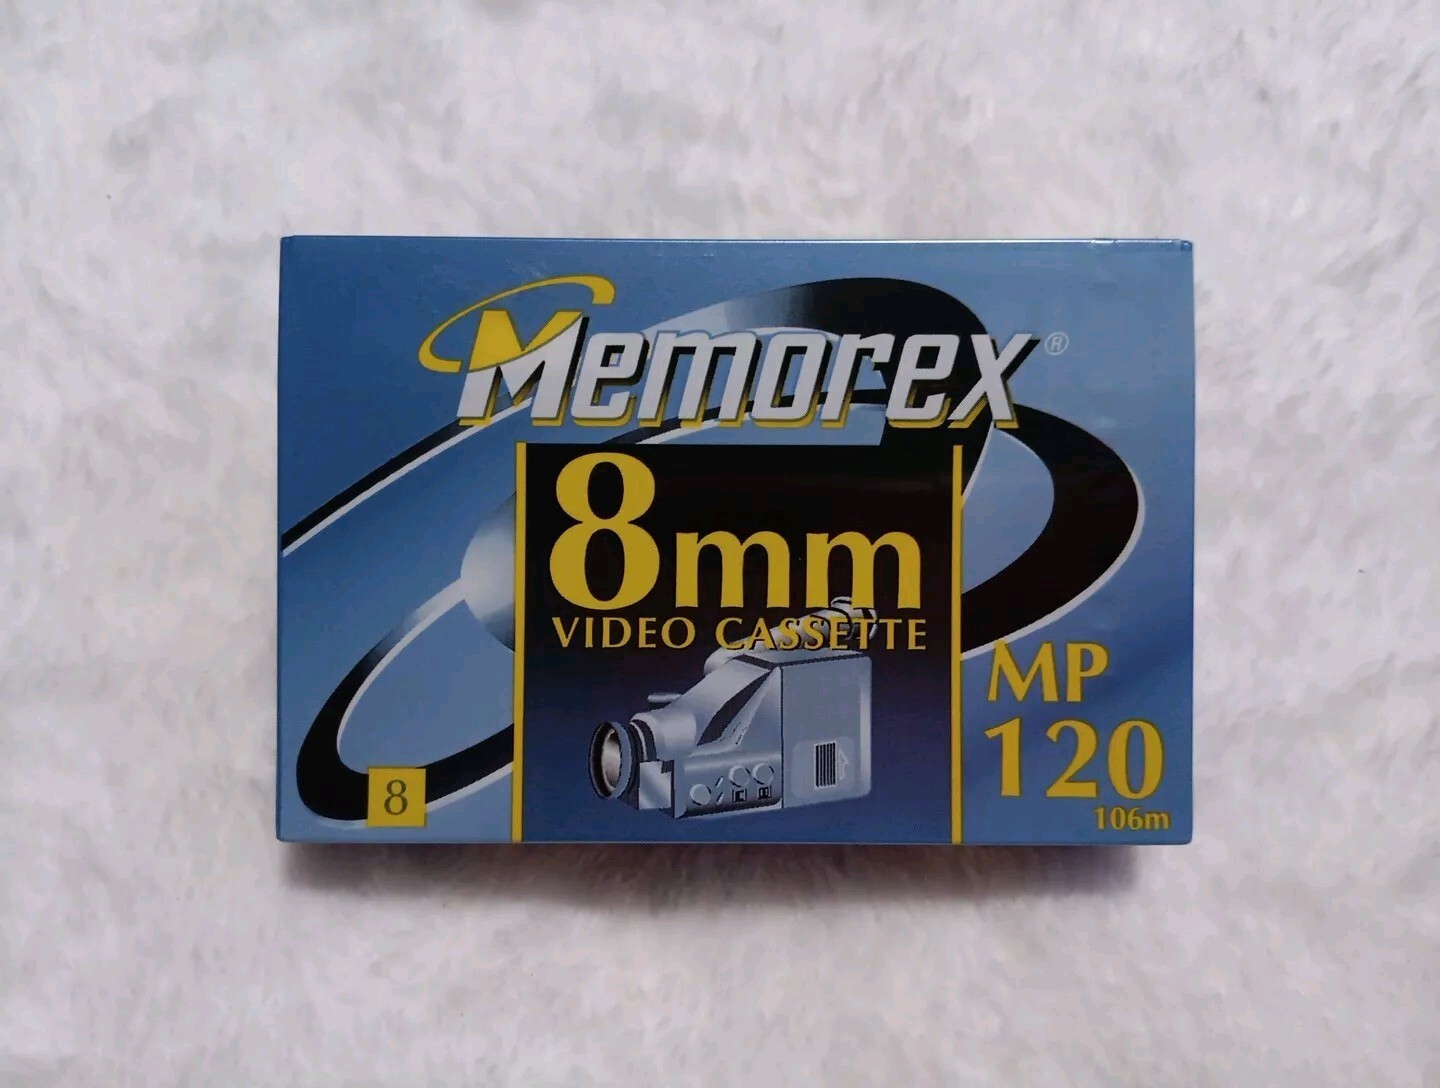 Memorex®
8mm
VIDEO CASSETTE
MP
120
106m
8